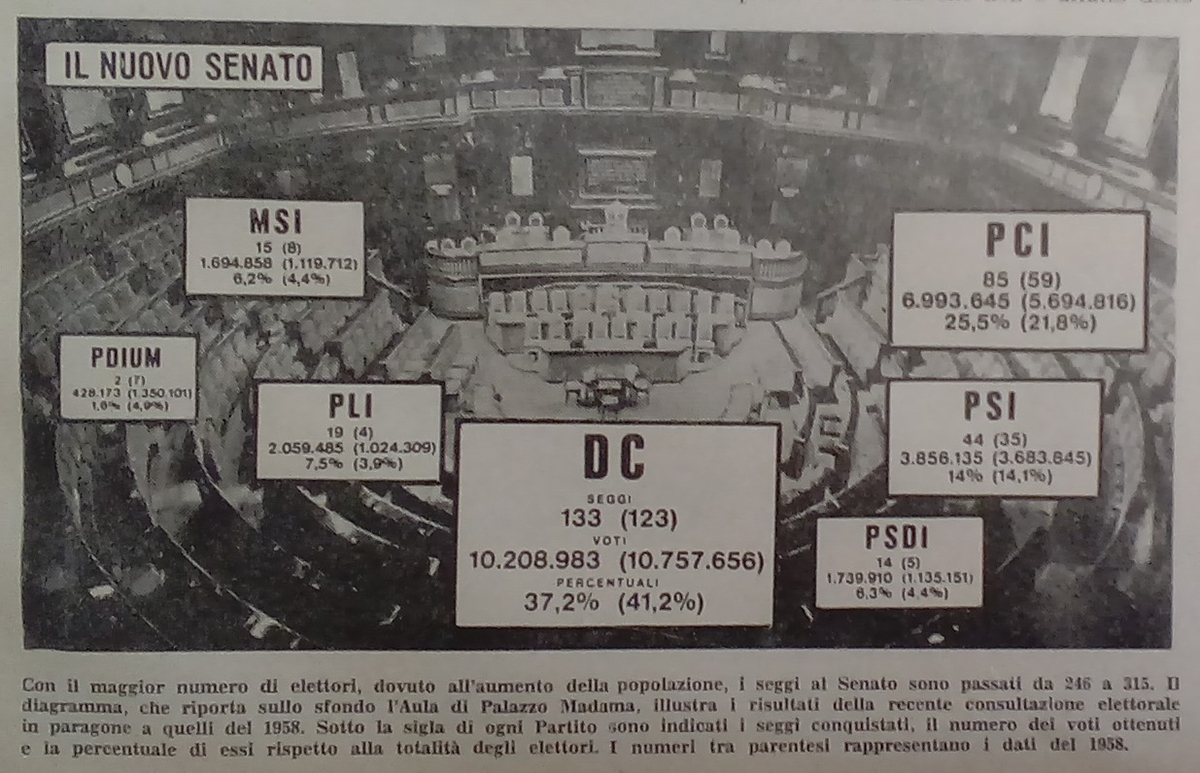 IL NUOVO SENATO
MSI
15 (8)
1.694.858 (1.119.712)
6,2% (4,4%)
PCI
85 (59)
6.993.645 (5.694.816)
25,5% (21,8%)
PDIUM
2 (7)
428.173 (1.350.101)
1,6% (4,9%)
PLI
19 (4)
2.059.485 (1.024.309)
7,5% (3,9%)
DC
SEGGI
133 (123)
VOTI
10.208.983 (10.757.656)
PERCENTUALI
37,2% (41,2%)
PSI
44 (35)
3.856.135 (3.683.845)
14% (14,1%)
PSDI
14 (5)
1.739.910 (1.135.151)
6,3% (4,4%)
Con il maggior numero di elettori, dovuto all'aumento della popolazione, i seggi al Senato sono passati da 246 a 315. Il
diagramma, che riporta sullo sfondo l'Aula di Palazzo Madama, illustra i risultati della recente consultazione elettorale
in paragone a quelli del 1958. Sotto la sigla di ogni Partito sono indicati i seggi conquistati, il numero dei voti ottenuti
e la percentuale di essi rispetto alla totalità degli elettori. I numeri tra parentesi rappresentano i dati del 1958.